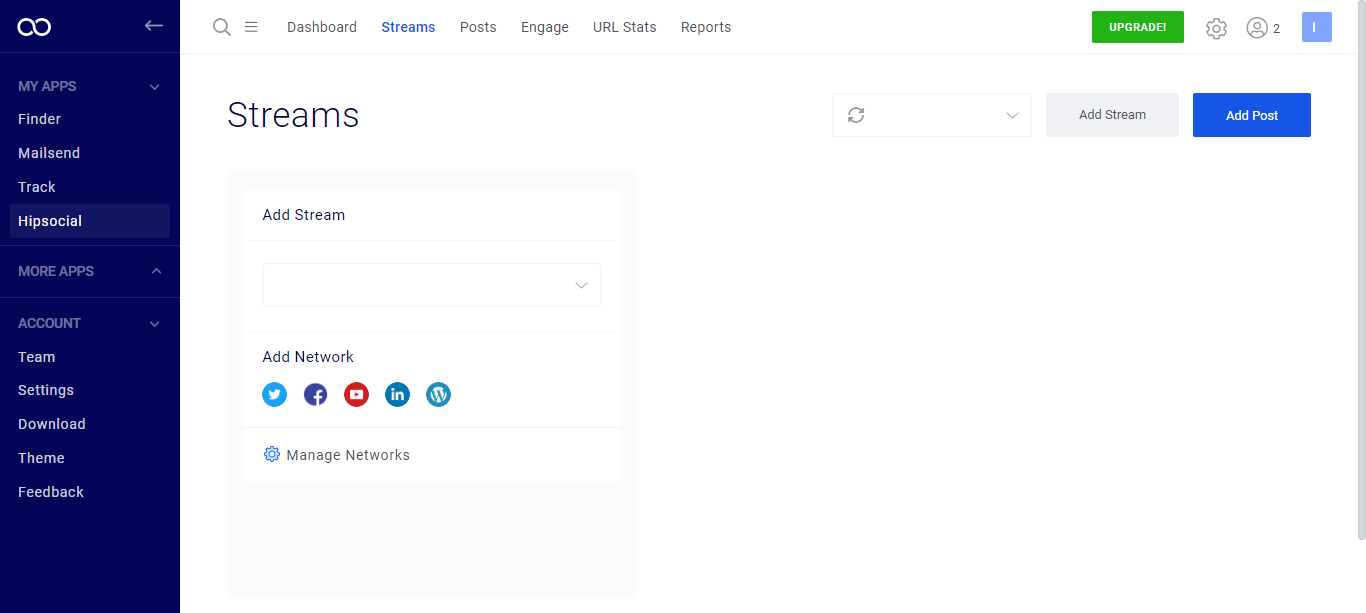 Dashboard Streams Posts Engage URL Stats Reports UPGRADE! 2 I
MY APPS
Finder
Mailsend
Track
Hipsocial
MORE APPS
ACCOUNT
Team
Settings
Download
Theme
Feedback
Streams
Add Stream Add Post
Add Stream
Add Network
Manage Networks